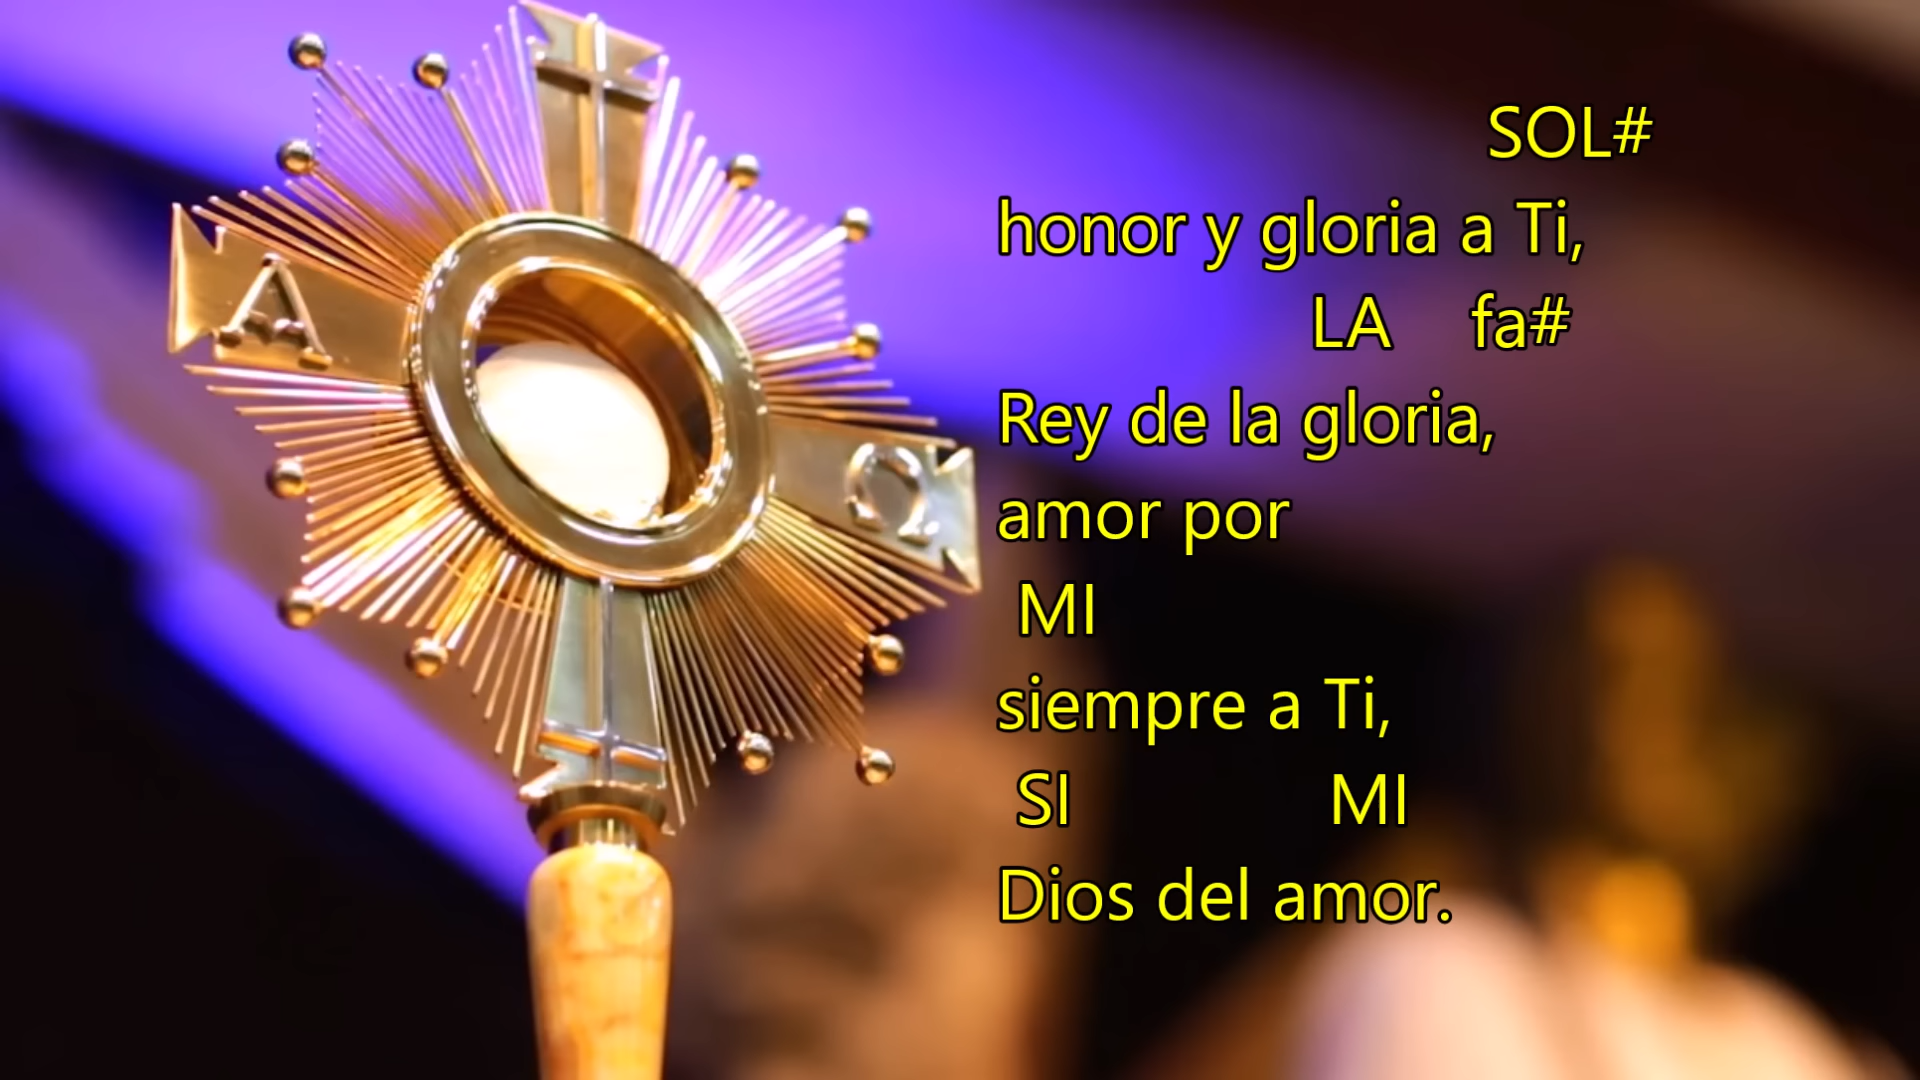 SOL#
honor y gloria a Ti,
LA fa#
Rey de la gloria,
amor por
MI
siempre a Ti,
SI MI
Dios del amor.
Α
Ω